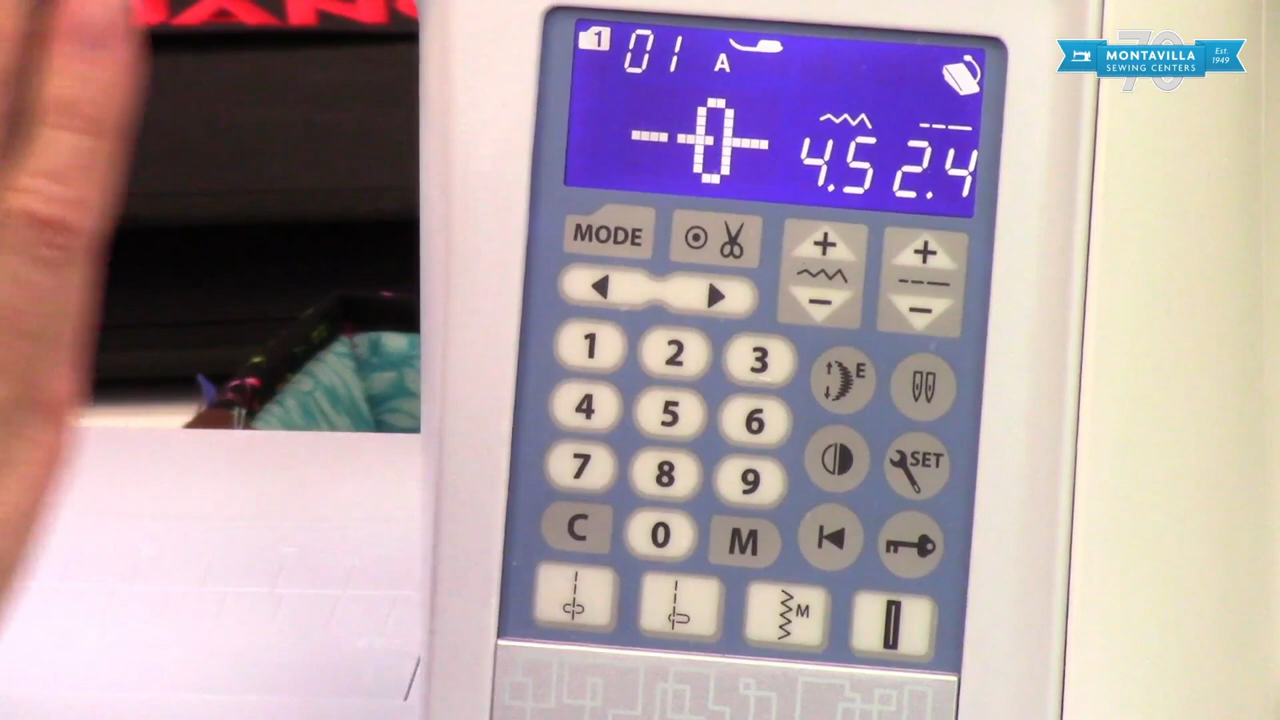 1 01 A
4.5 2.4
MODE
+ +
- -
1 2 3
E
4 5 6
7 8 9
SET
C 0 M
M
70
MONTAVILLA
SEWING CENTERS
Est.
1949